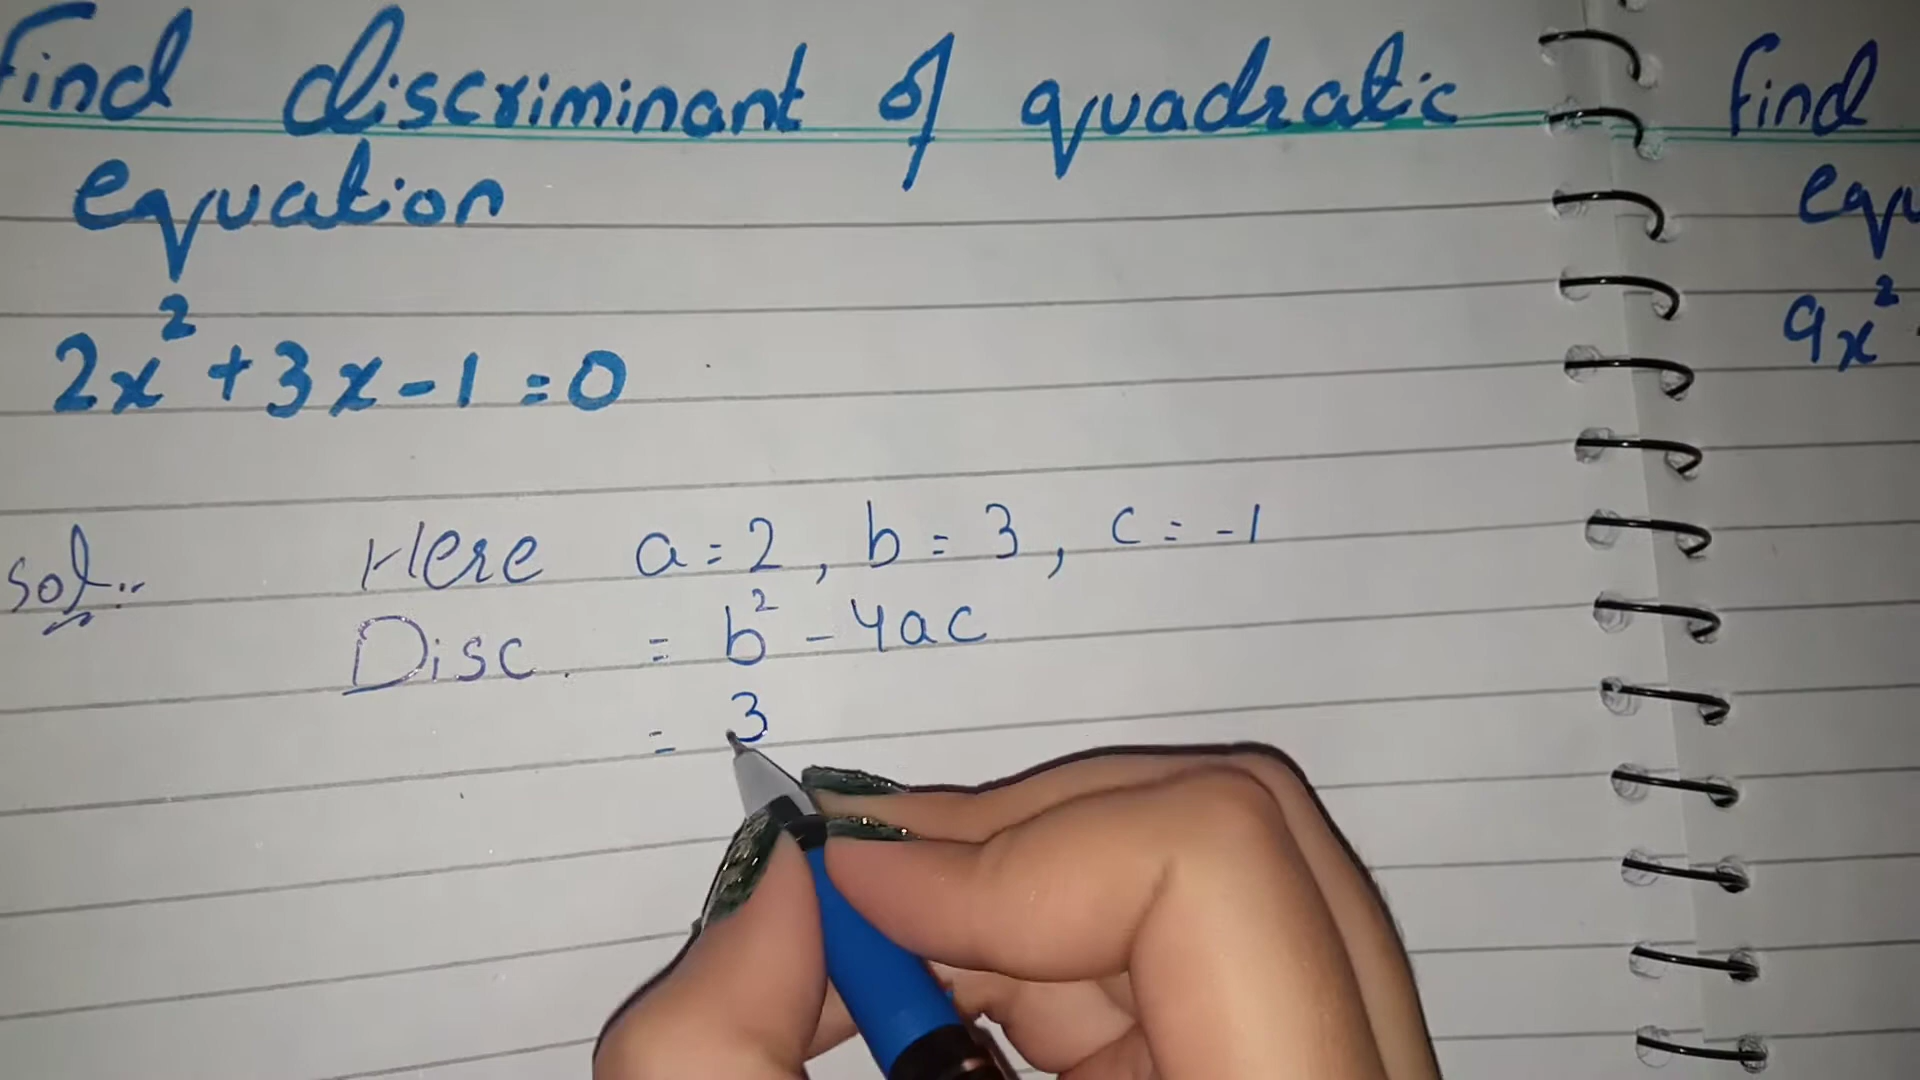 Find discriminant of quadratic
equation
2x² + 3x - 1 = 0
Sol..
Here a = 2, b = 3, c = -1
Disc. = b² - 4ac
= 3
Find
equ
9x²